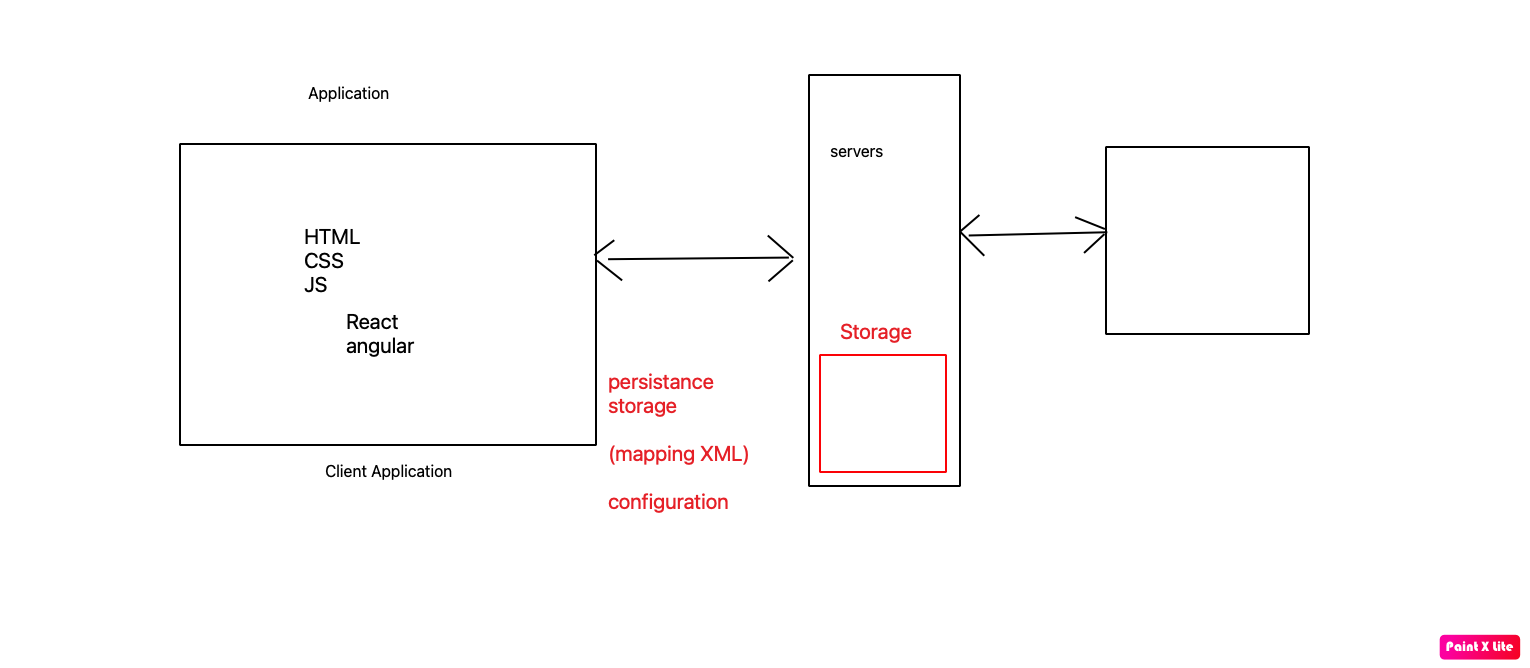 Application
servers
HTML
CSS
JS
React
angular
Storage
persistance
storage
(mapping XML)
Client Application
configuration
Paint X Lite